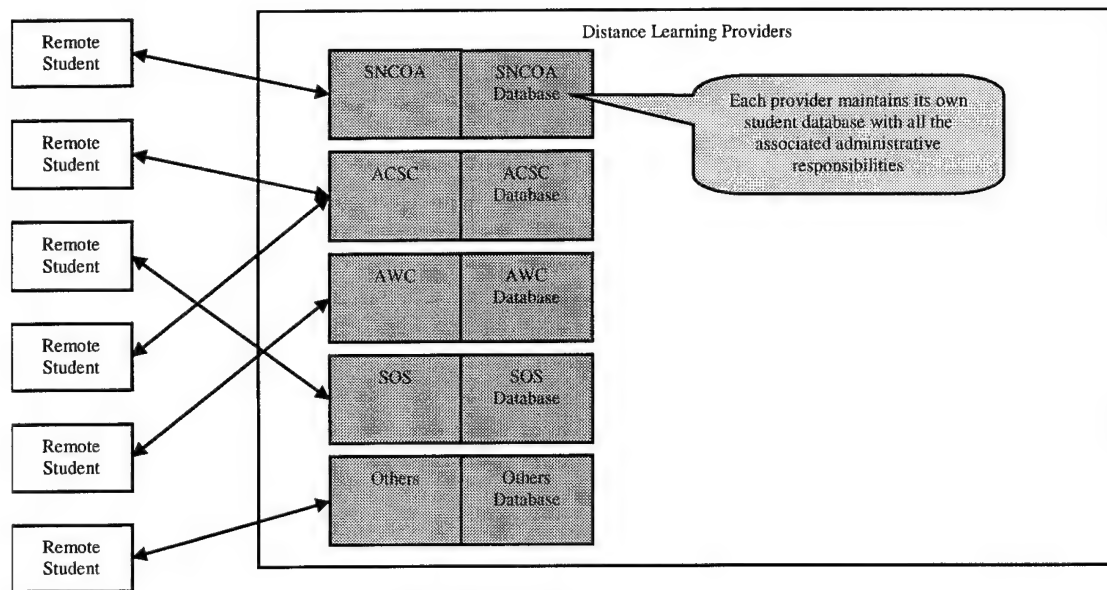 Distance Learning Providers
Remote
Student
Remote
Student
Remote
Student
Remote
Student
Remote
Student
Remote
Student
SNCOA
SNCOA
Database
ACSC
ACSC
Database
AWC
AWC
Database
SOS
SOS
Database
Others
Others
Database
Each provider maintains its own
student database with all the
associated administrative
responsibilities